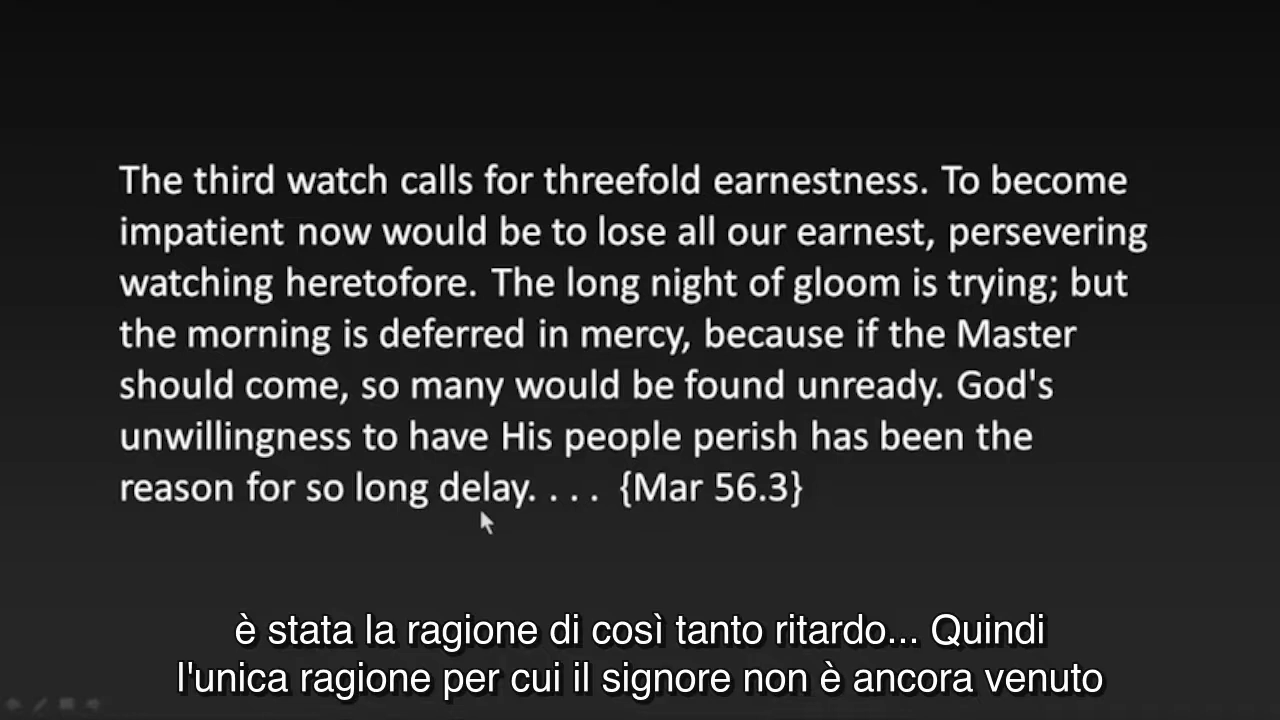 The third watch calls for threefold earnestness. To become
impatient now would be to lose all our earnest, persevering
watching heretofore. The long night of gloom is trying; but
the morning is deferred in mercy, because if the Master
should come, so many would be found unready. God's
unwillingness to have His people perish has been the
reason for so long delay. . . . {Mar 56.3}
è stata la ragione di così tanto ritardo... Quindi
l'unica ragione per cui il signore non è ancora venuto